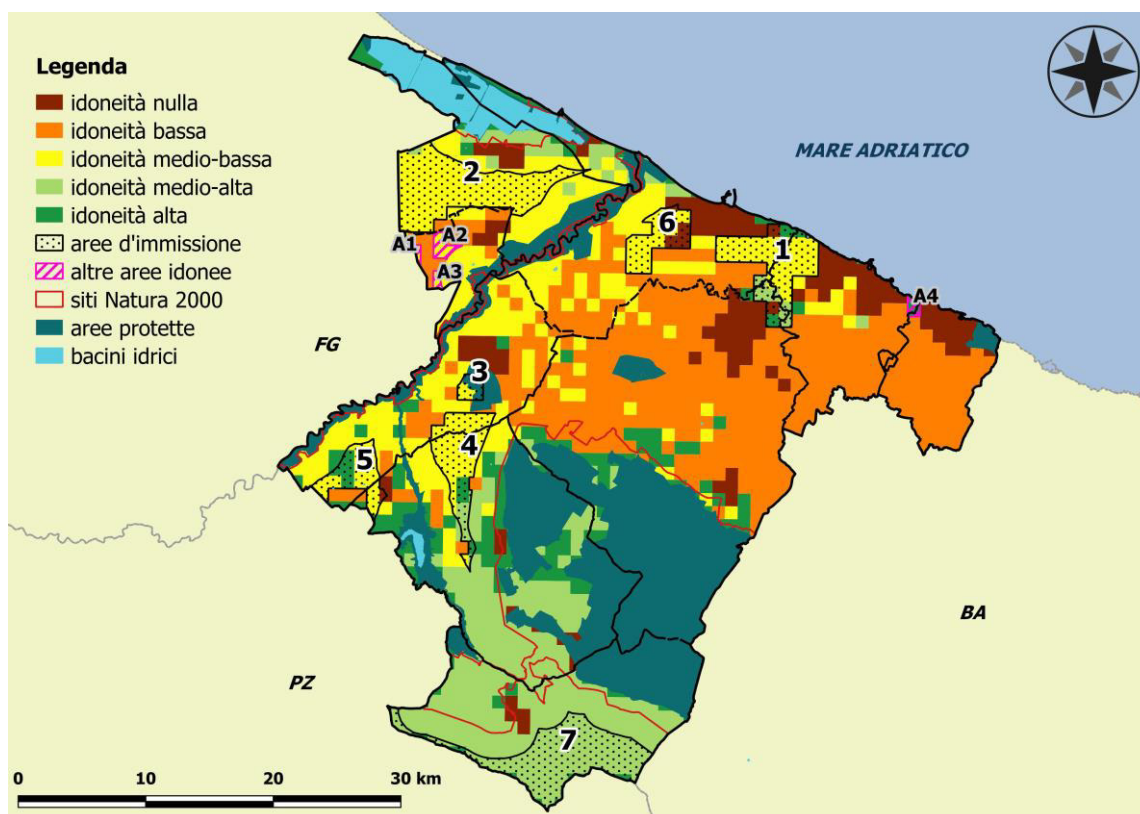 Legenda
idoneità nulla
idoneità bassa
idoneità medio-bassa
idoneità medio-alta
idoneità alta
aree d'immissione
altre aree idonee
siti Natura 2000
aree protette
bacini idrici
MARE ADRIATICO
2
6
1
A1
A2
A3
A4
FG
3
4
5
BA
PZ
7
0 10 20 30 km